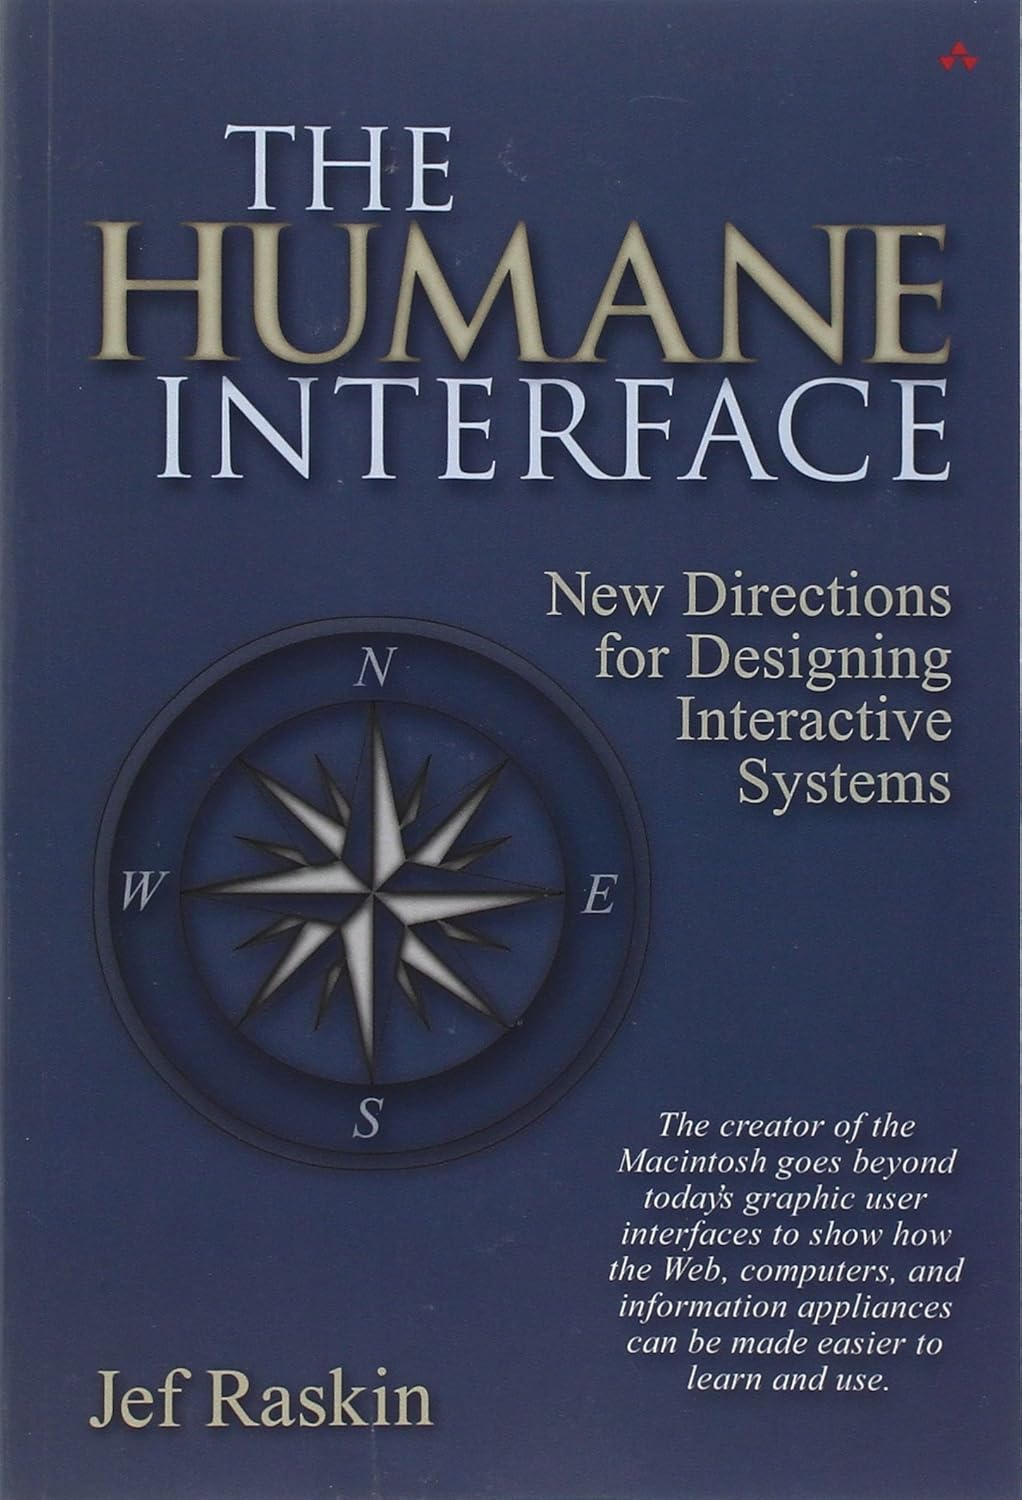 THE
HUMANE
INTERFACE
New Directions
for Designing
Interactive
Systems
N
W
E
S
The creator of the
Macintosh goes beyond
today's graphic user
interfaces to show how
the Web, computers, and
information appliances
can be made easier to
learn and use.
Jef Raskin